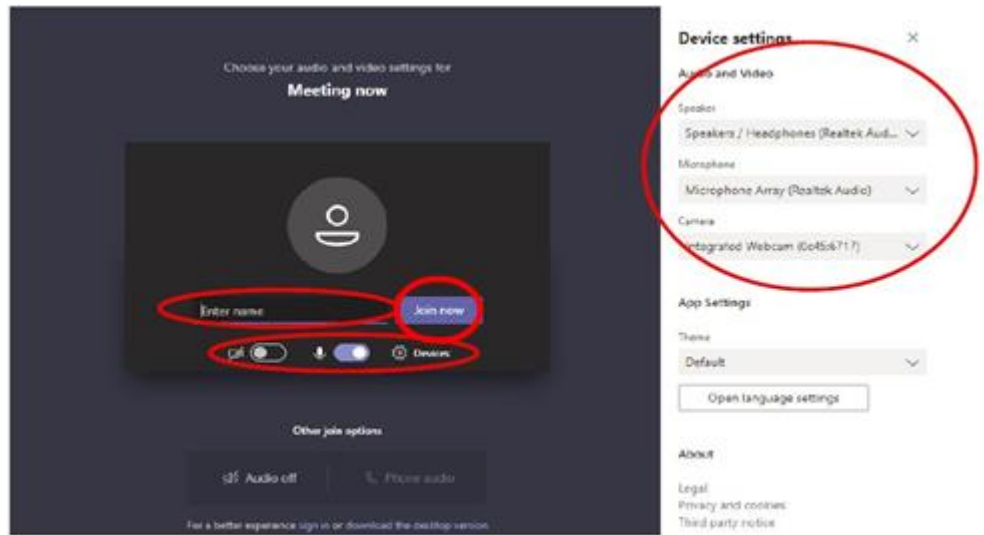 Choose your audio and video settings for
Meeting now
Enter name
Join now
Devices
Other join options
Audio off
Phone audio
For a better experience sign in or download the desktop version
Device settings
Audio and Video
Speaker
Speakers / Headphones (Realtek Aud...
Microphone
Microphone Array (Realtek Audio)
Camera
Integrated Webcam (0c45:6717)
App Settings
Theme
Default
Open language settings
About
Legal
Privacy and cookies
Third party notice